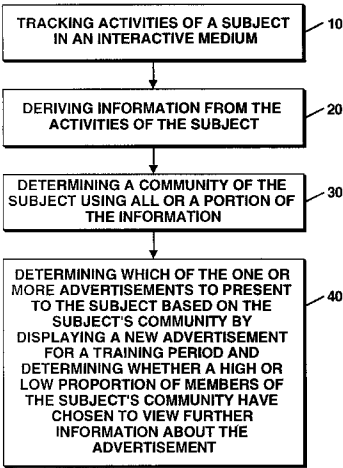 TRACKING ACTIVITIES OF A SUBJECT
IN AN INTERACTIVE MEDIUM
10
DERIVING INFORMATION FROM THE
ACTIVITIES OF THE SUBJECT
20
DETERMINING A COMMUNITY OF THE
SUBJECT USING ALL OR A PORTION OF
THE INFORMATION
30
DETERMINING WHICH OF THE ONE OR
MORE ADVERTISEMENTS TO PRESENT
TO THE SUBJECT BASED ON THE
SUBJECT'S COMMUNITY BY
DISPLAYING A NEW ADVERTISEMENT
FOR A TRAINING PERIOD AND
DETERMINING WHETHER A HIGH OR
LOW PROPORTION OF MEMBERS OF
THE SUBJECT'S COMMUNITY HAVE
CHOSEN TO VIEW FURTHER
INFORMATION ABOUT THE
ADVERTISEMENT
40